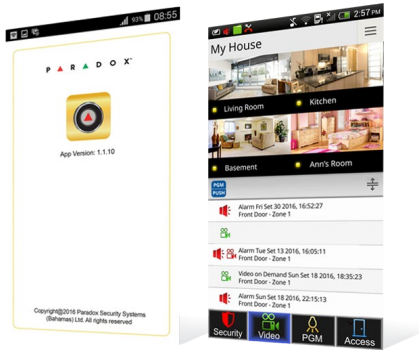 93% 08:55
PARADOX™
App Version: 1.1.10
Copyright@2016 Paradox Security Systems
(Bahamas) Ltd. All rights reserved
2:57 PM
My House
Living Room
Kitchen
Basement
Ann's Room
PGM
PUSH
Alarm Fri Set 30 2016, 16:52:27
Front Door - Zone 1
Alarm Tue Set 13 2016, 16:05:11
Front Door - Zone 1
Video on Demand Sun Set 18 2016, 18:35:23
Front Door - Zone 1
Alarm Sun Set 18 2016, 22:15:13
Front Door - Zone 1
Security
Video
PGM
Access